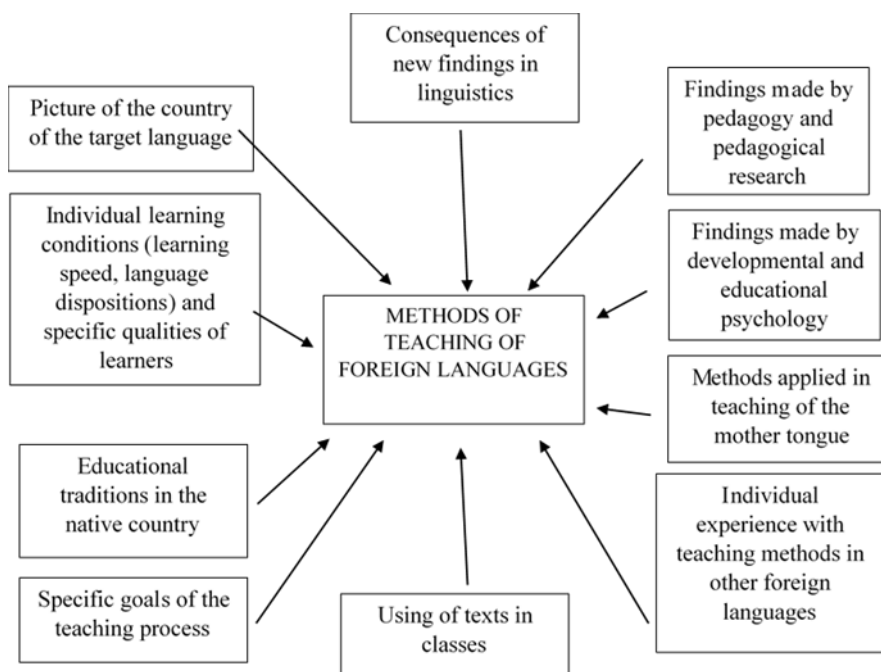 Consequences of
new findings in
linguistics
Picture of the country
of the target language
Findings made by
pedagogy and
pedagogical
research
Individual learning
conditions (learning
speed, language
dispositions) and
specific qualities of
learners
Findings made by
developmental and
educational
psychology
METHODS OF
TEACHING OF
FOREIGN LANGUAGES
Methods applied in
teaching of the
mother tongue
Educational
traditions in the
native country
Individual
experience with
teaching methods in
other foreign
languages
Specific goals of the
teaching process
Using of texts in
classes